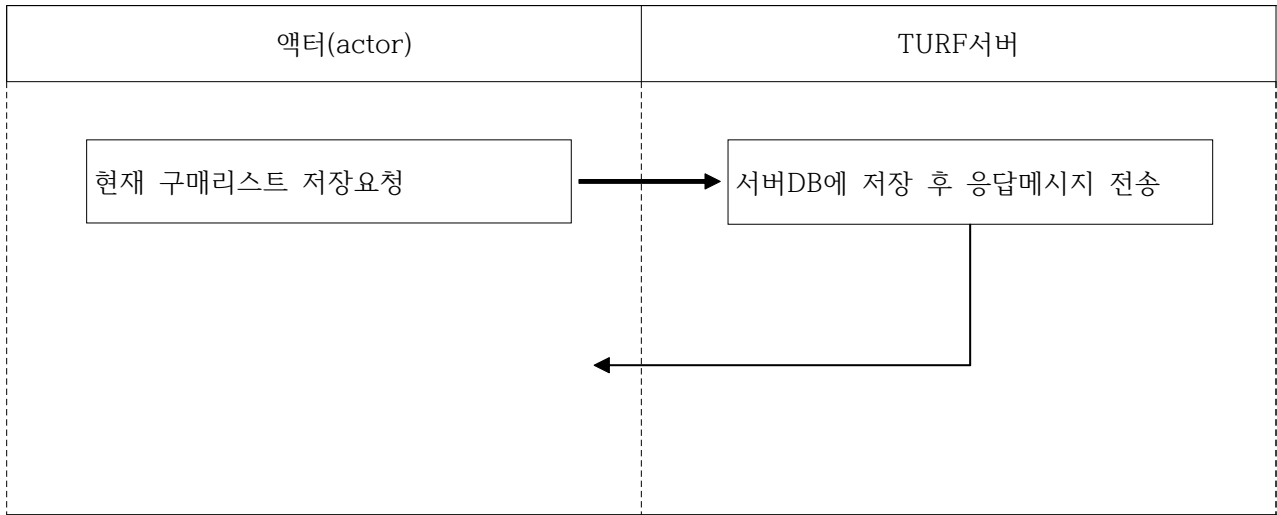 액터(actor)
TURF서버
현재 구매리스트 저장요청
서버DB에 저장 후 응답메시지 전송